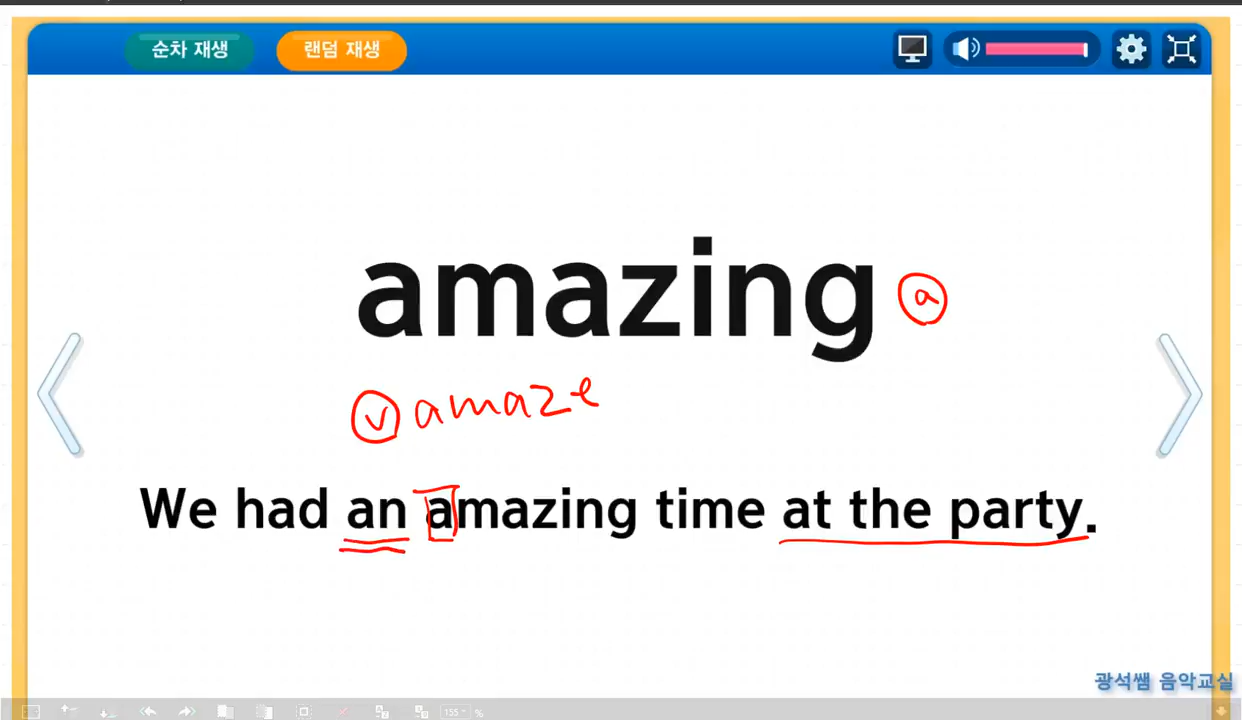 순차 재생 랜덤 재생
amazing ⓐ
ⓥ amaze
We had an amazing time at the party.
광석쌤 음악교실
155 %